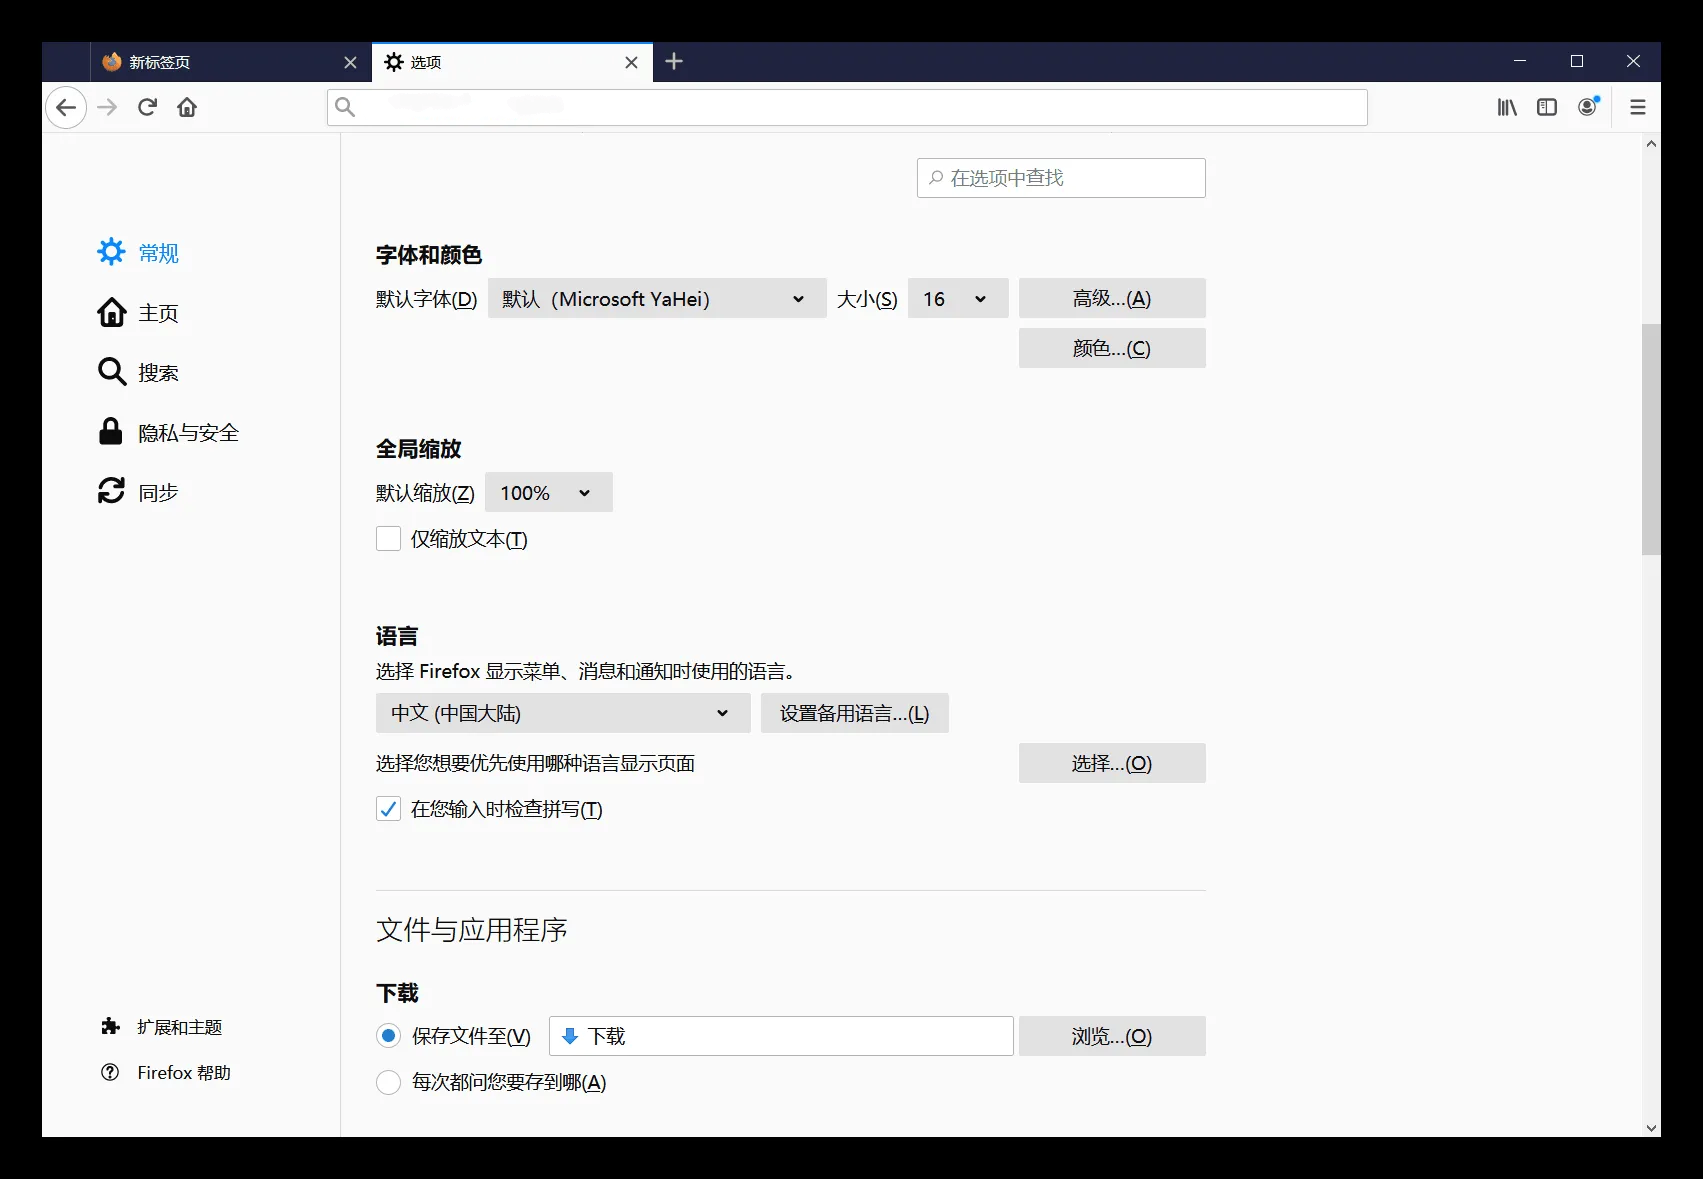 新标签页
选项
在选项中查找
常规
主页
搜索
隐私与安全
同步
扩展和主题
Firefox 帮助
字体和颜色
默认字体(D) 默认（Microsoft YaHei） 大小(S) 16 高级...(A)
颜色...(C)
全局缩放
默认缩放(Z) 100%
仅缩放文本(T)
语言
选择 Firefox 显示菜单、消息和通知时使用的语言。
中文 (中国大陆) 设置备用语言...(L)
选择您想要优先使用哪种语言显示页面 选择...(O)
在您输入时检查拼写(T)
文件与应用程序
下载
保存文件至(V) 下载 浏览...(O)
每次都问您要存到哪(A)